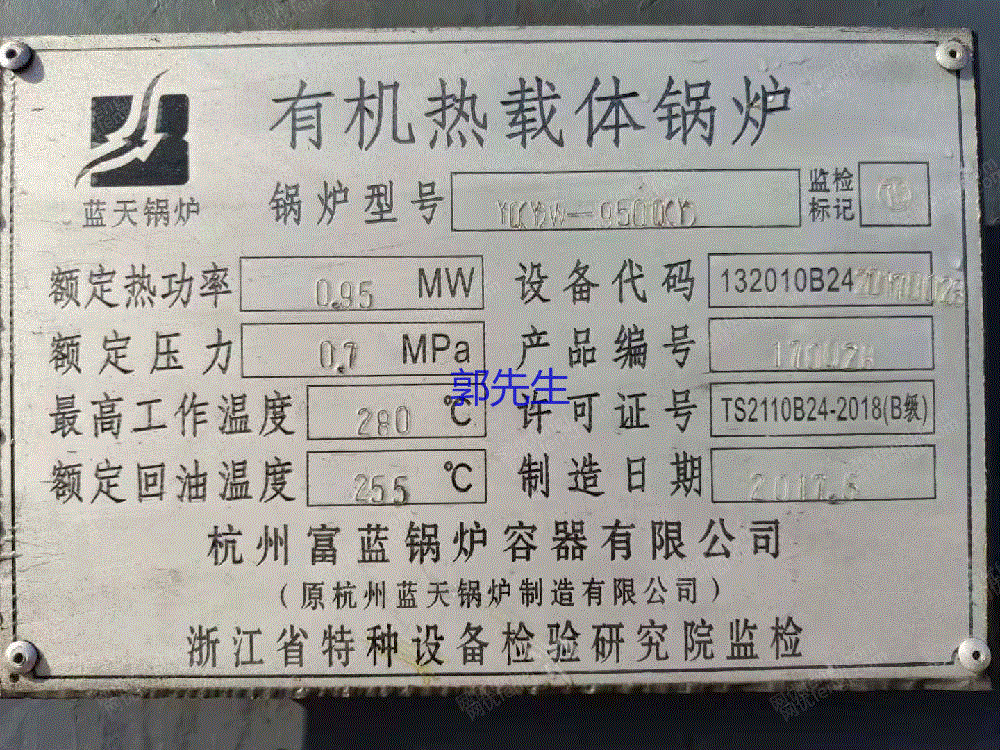 有机热载体锅炉
蓝天锅炉
锅炉型号
监检标记
额定热功率 0.95 MW 设备代码 132010B24
额定压力 0.7 MPa 产品编号
郭先生
最高工作温度 280 ℃ 许可证号 TS2110B24-2018(B级)
额定回油温度 255 ℃ 制造日期
杭州富蓝锅炉容器有限公司
(原杭州蓝天锅炉制造有限公司)
浙江省特种设备检验研究院监检